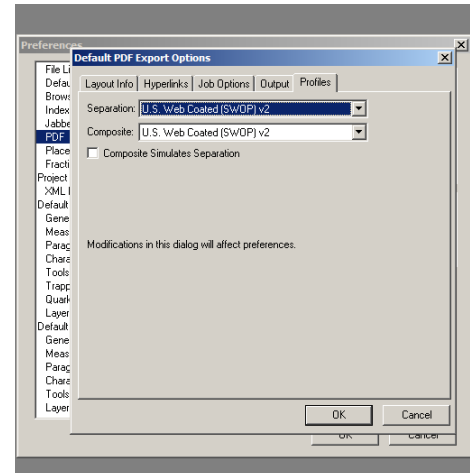 Preferences
Default PDF Export Options
Layout Info Hyperlinks Job Options Output Profiles
Separation: U.S. Web Coated (SWOP) v2
Composite: U.S. Web Coated (SWOP) v2
Composite Simulates Separation
Modifications in this dialog will affect preferences.
OK Cancel
File Li
Defau
Brows
Index
Jabbe
PDF
Place
Fracti
Project
XML I
Default
Gene
Meas
Parag
Chara
Tools
Trapp
Quark
Layer
Default
Gene
Meas
Parag
Chara
Tools
Layer
OK Cancel